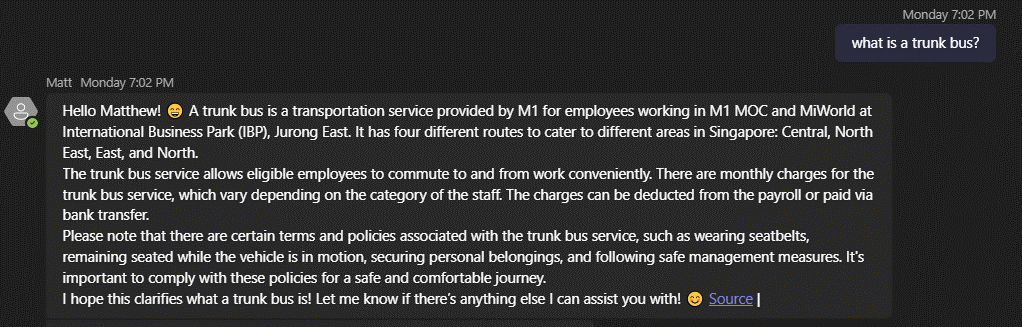 Monday 7:02 PM
what is a trunk bus?
Matt Monday 7:02 PM
Hello Matthew! 😄 A trunk bus is a transportation service provided by M1 for employees working in M1 MOC and MiWorld at
International Business Park (IBP), Jurong East. It has four different routes to cater to different areas in Singapore: Central, North
East, East, and North.
The trunk bus service allows eligible employees to commute to and from work conveniently. There are monthly charges for the
trunk bus service, which vary depending on the category of the staff. The charges can be deducted from the payroll or paid via
bank transfer.
Please note that there are certain terms and policies associated with the trunk bus service, such as wearing seatbelts,
remaining seated while the vehicle is in motion, securing personal belongings, and following safe management measures. It's
important to comply with these policies for a safe and comfortable journey.
I hope this clarifies what a trunk bus is! Let me know if there's anything else I can assist you with! 😊 Source |